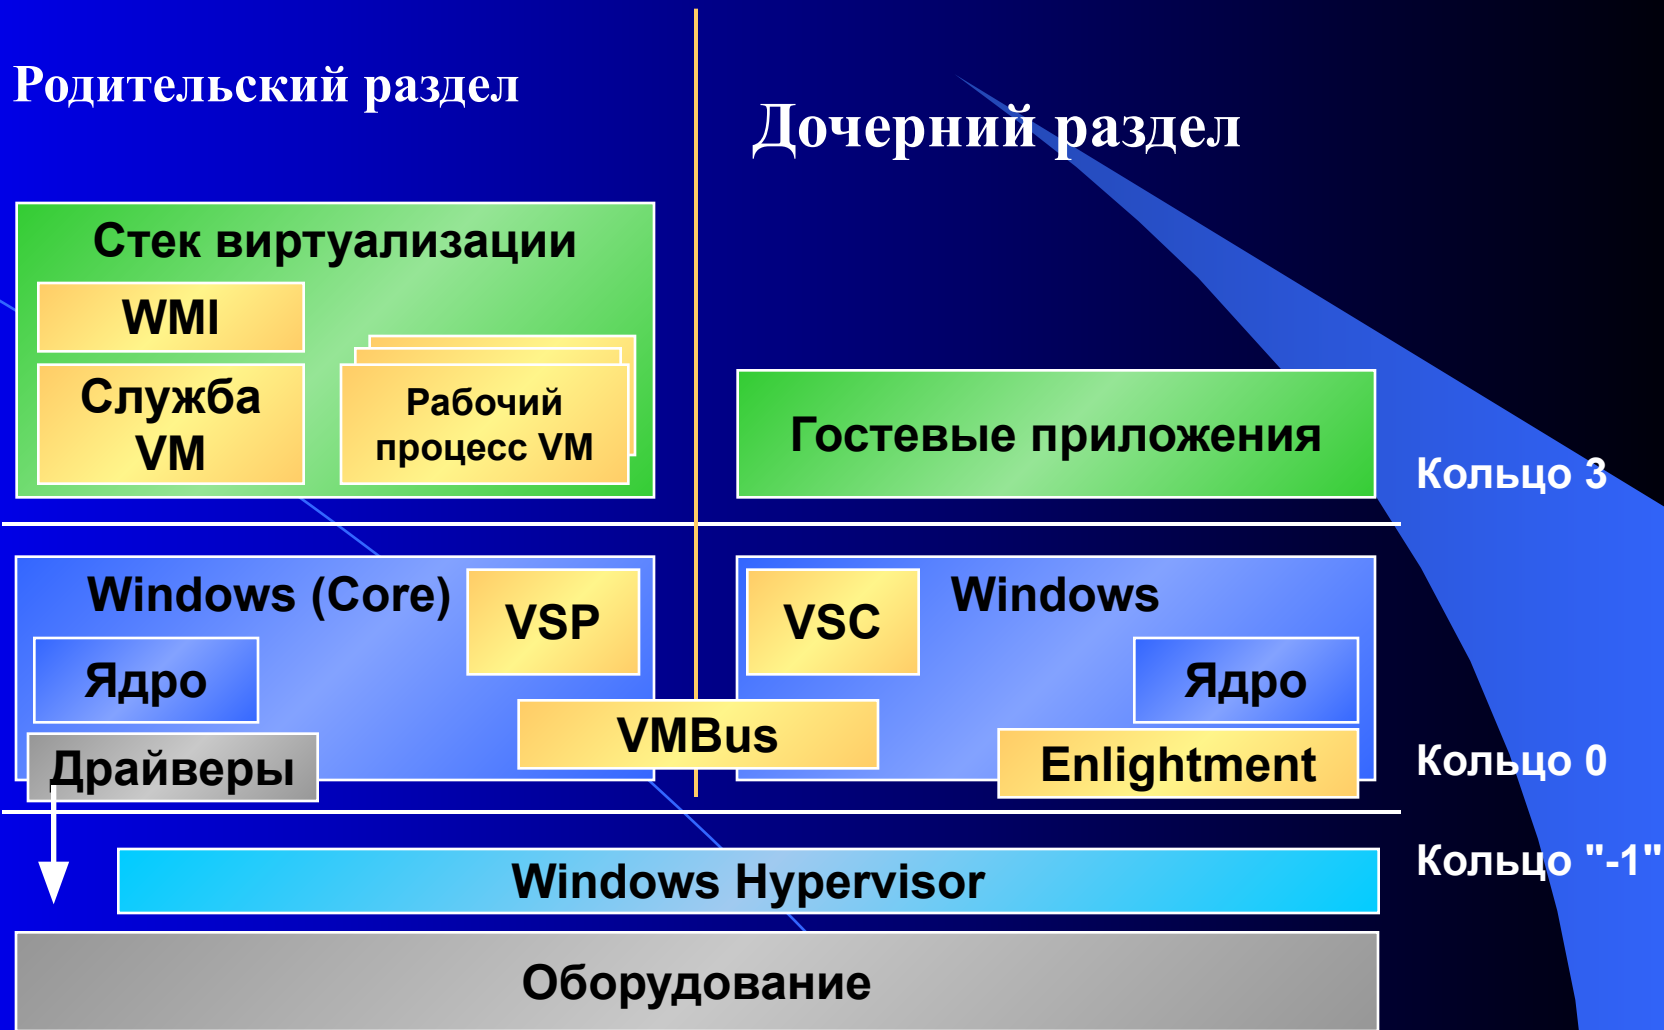 Родительский раздел
Дочерний раздел
Стек виртуализации
WMI
Служба
VM
Рабочий
процесс VM
Гостевые приложения
Кольцо 3
Windows (Core)
VSP
Ядро
Драйверы
VMBus
VSC
Windows
Ядро
Enlightment
Кольцо 0
Кольцо "-1"
Windows Hypervisor
Оборудование